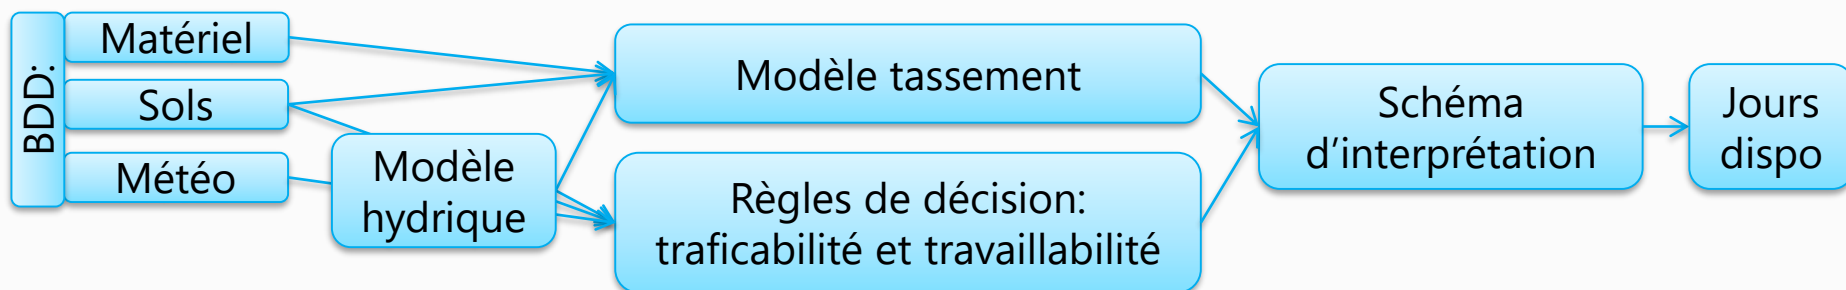 BDD:
Matériel
Sols
Météo
Modèle
hydrique
Modèle tassement
Règles de décision:
traficabilité et travaillabilité
Schéma
d’interprétation
Jours
dispo